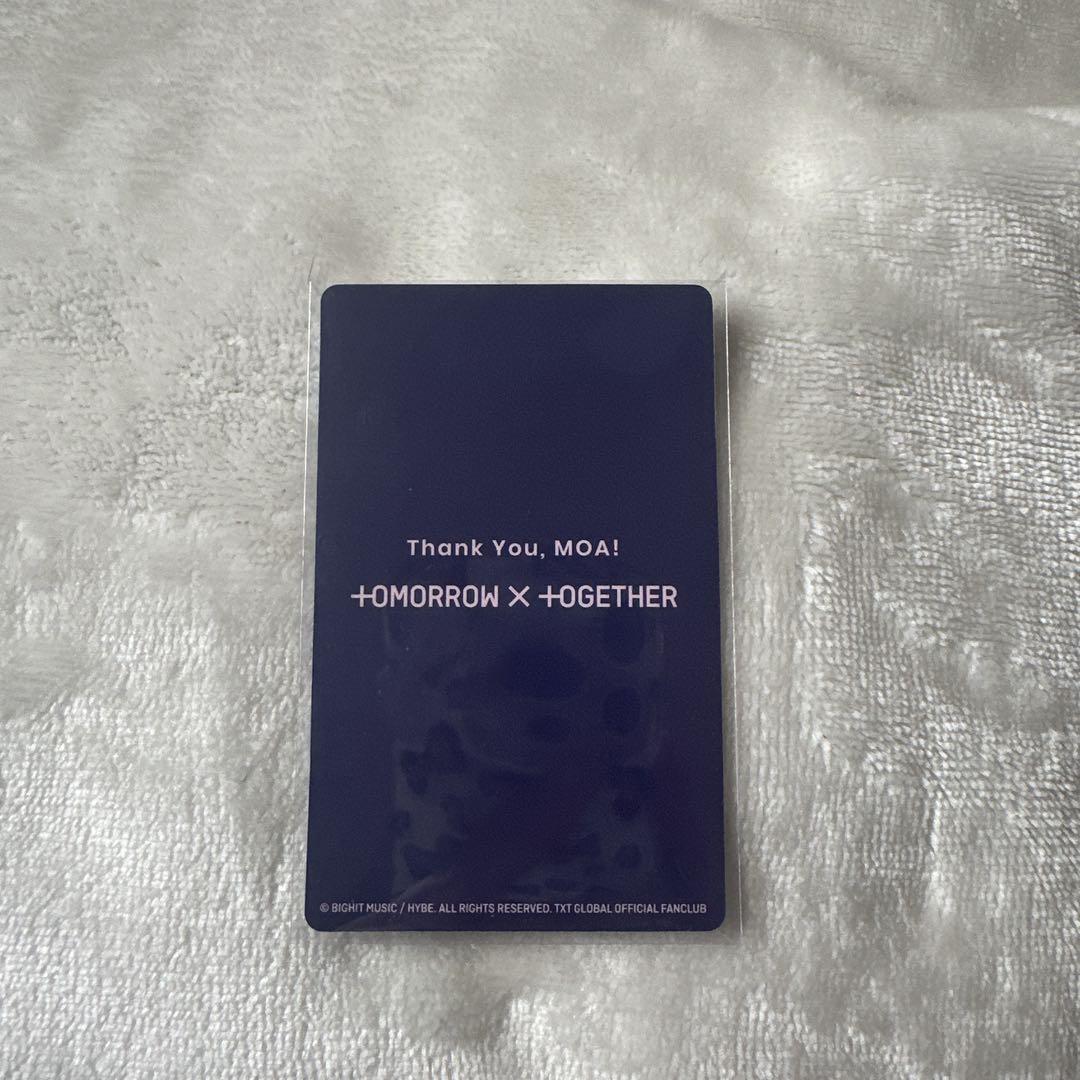 Thank You, MOA!
TOMORROW X TOGETHER
© BIGHIT MUSIC / HYBE. ALL RIGHTS RESERVED. TXT GLOBAL OFFICIAL FANCLUB